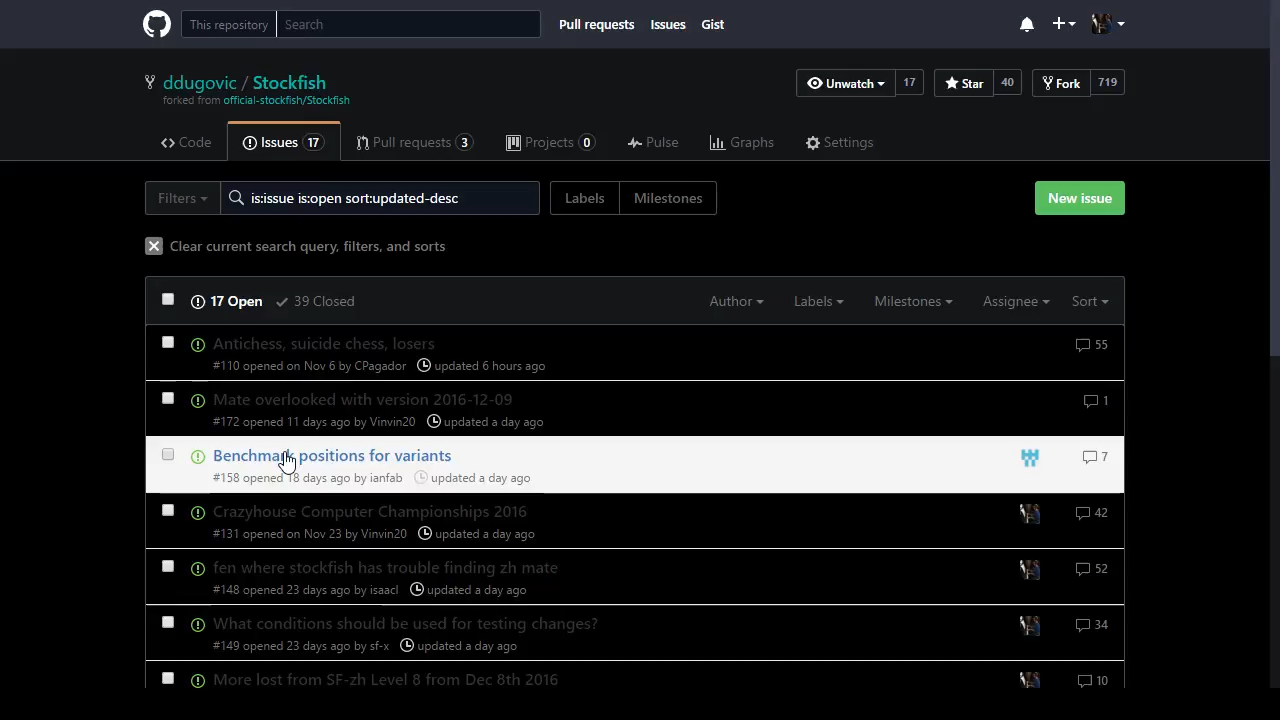 This repository Search Pull requests Issues Gist
ddugovic / Stockfish
forked from official-stockfish/Stockfish
Unwatch 17 Star 40 Fork 719
Code Issues 17 Pull requests 3 Projects 0 Pulse Graphs Settings
Filters is:issue is:open sort:updated-desc Labels Milestones New issue
Clear current search query, filters, and sorts
17 Open 39 Closed Author Labels Milestones Assignee Sort
Antichess, suicide chess, losers 55
#110 opened on Nov 6 by CPagador updated 6 hours ago
Mate overlooked with version 2016-12-09 1
#172 opened 11 days ago by Vinvin20 updated a day ago
Benchmark positions for variants 7
#158 opened 18 days ago by ianfab updated a day ago
Crazyhouse Computer Championships 2016 42
#131 opened on Nov 23 by Vinvin20 updated a day ago
fen where stockfish has trouble finding zh mate 52
#148 opened 23 days ago by isaacl updated a day ago
What conditions should be used for testing changes? 34
#149 opened 23 days ago by sf-x updated a day ago
More lost from SF-zh Level 8 from Dec 8th 2016 10